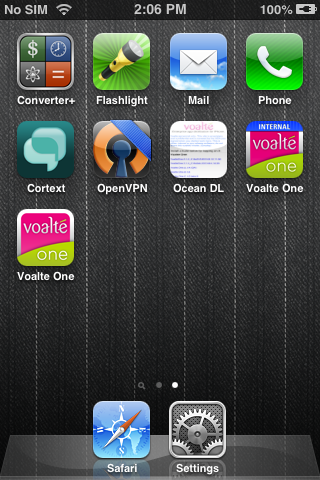 No SIM 2:06 PM 100%
$
Converter+ Flashlight Mail Phone
voalte
INTERNAL
voalté
one
Cortext OpenVPN Ocean DL Voalte One
voalté
one
Voalte One
Safari Settings